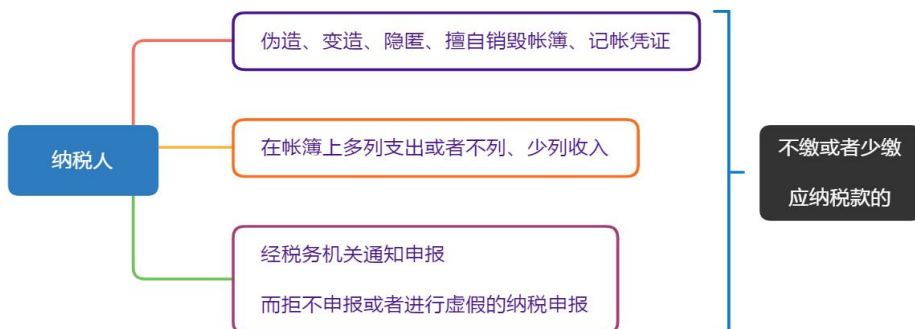 纳税人
伪造、变造、隐匿、擅自销毁帐簿、记帐凭证
在帐簿上多列支出或者不列、少列收入
经税务机关通知申报
而拒不申报或者进行虚假的纳税申报
不缴或者少缴
应纳税款的